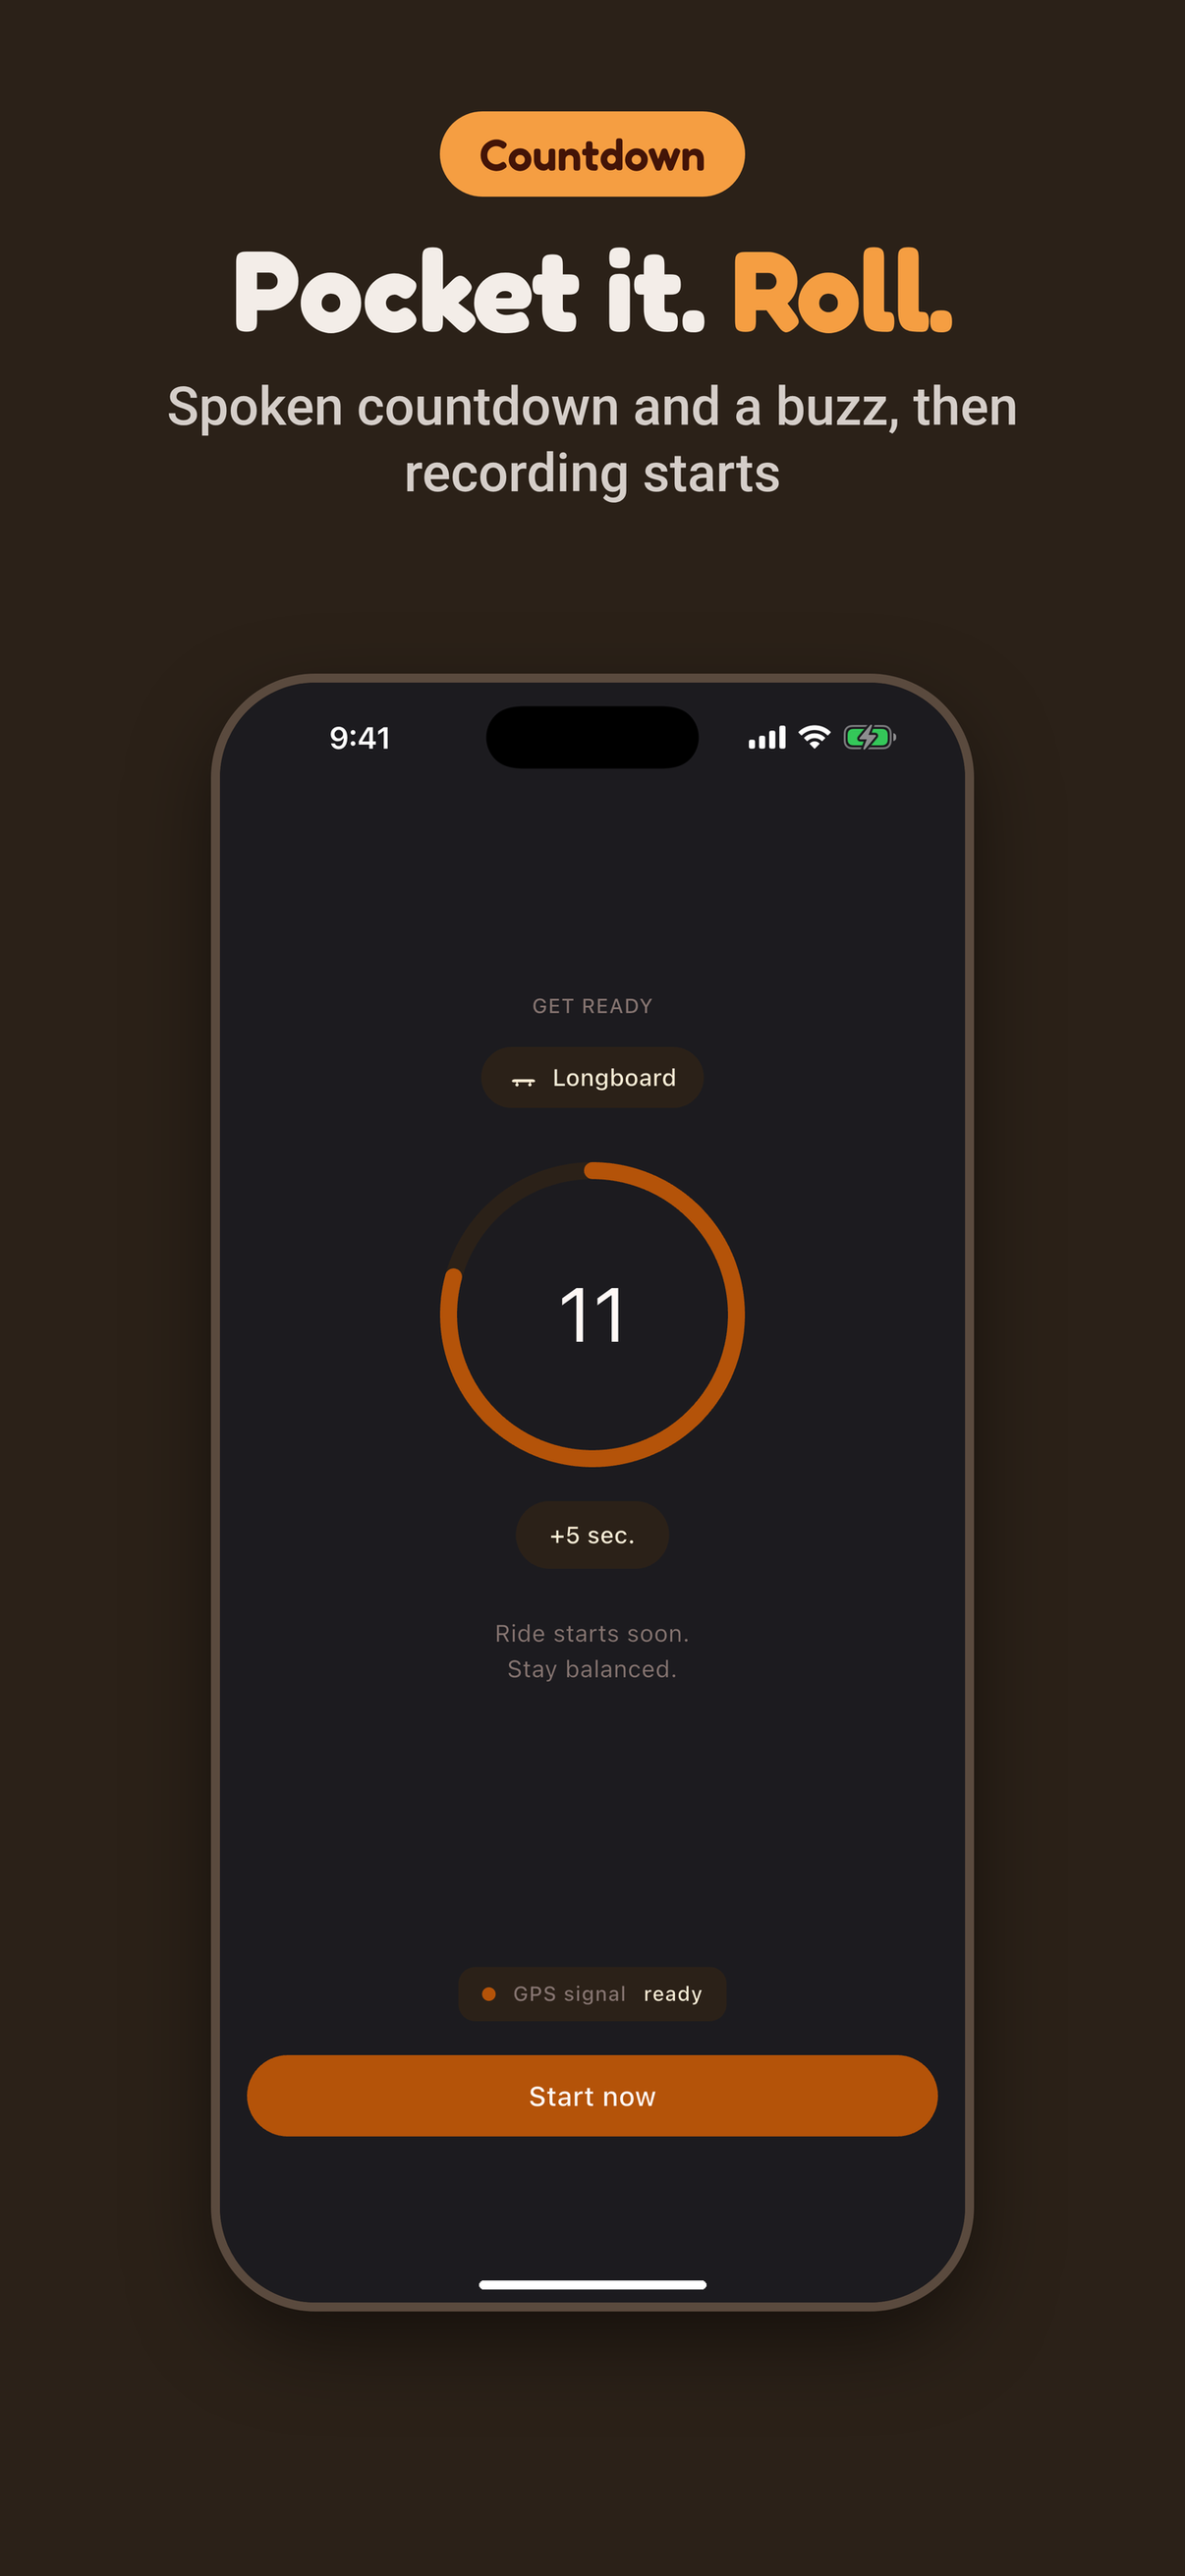 Countdown
Pocket it. Roll.
Spoken countdown and a buzz, then
recording starts
9:41
GET READY
Longboard
11
+5 sec.
Ride starts soon.
Stay balanced.
GPS signal ready
Start now